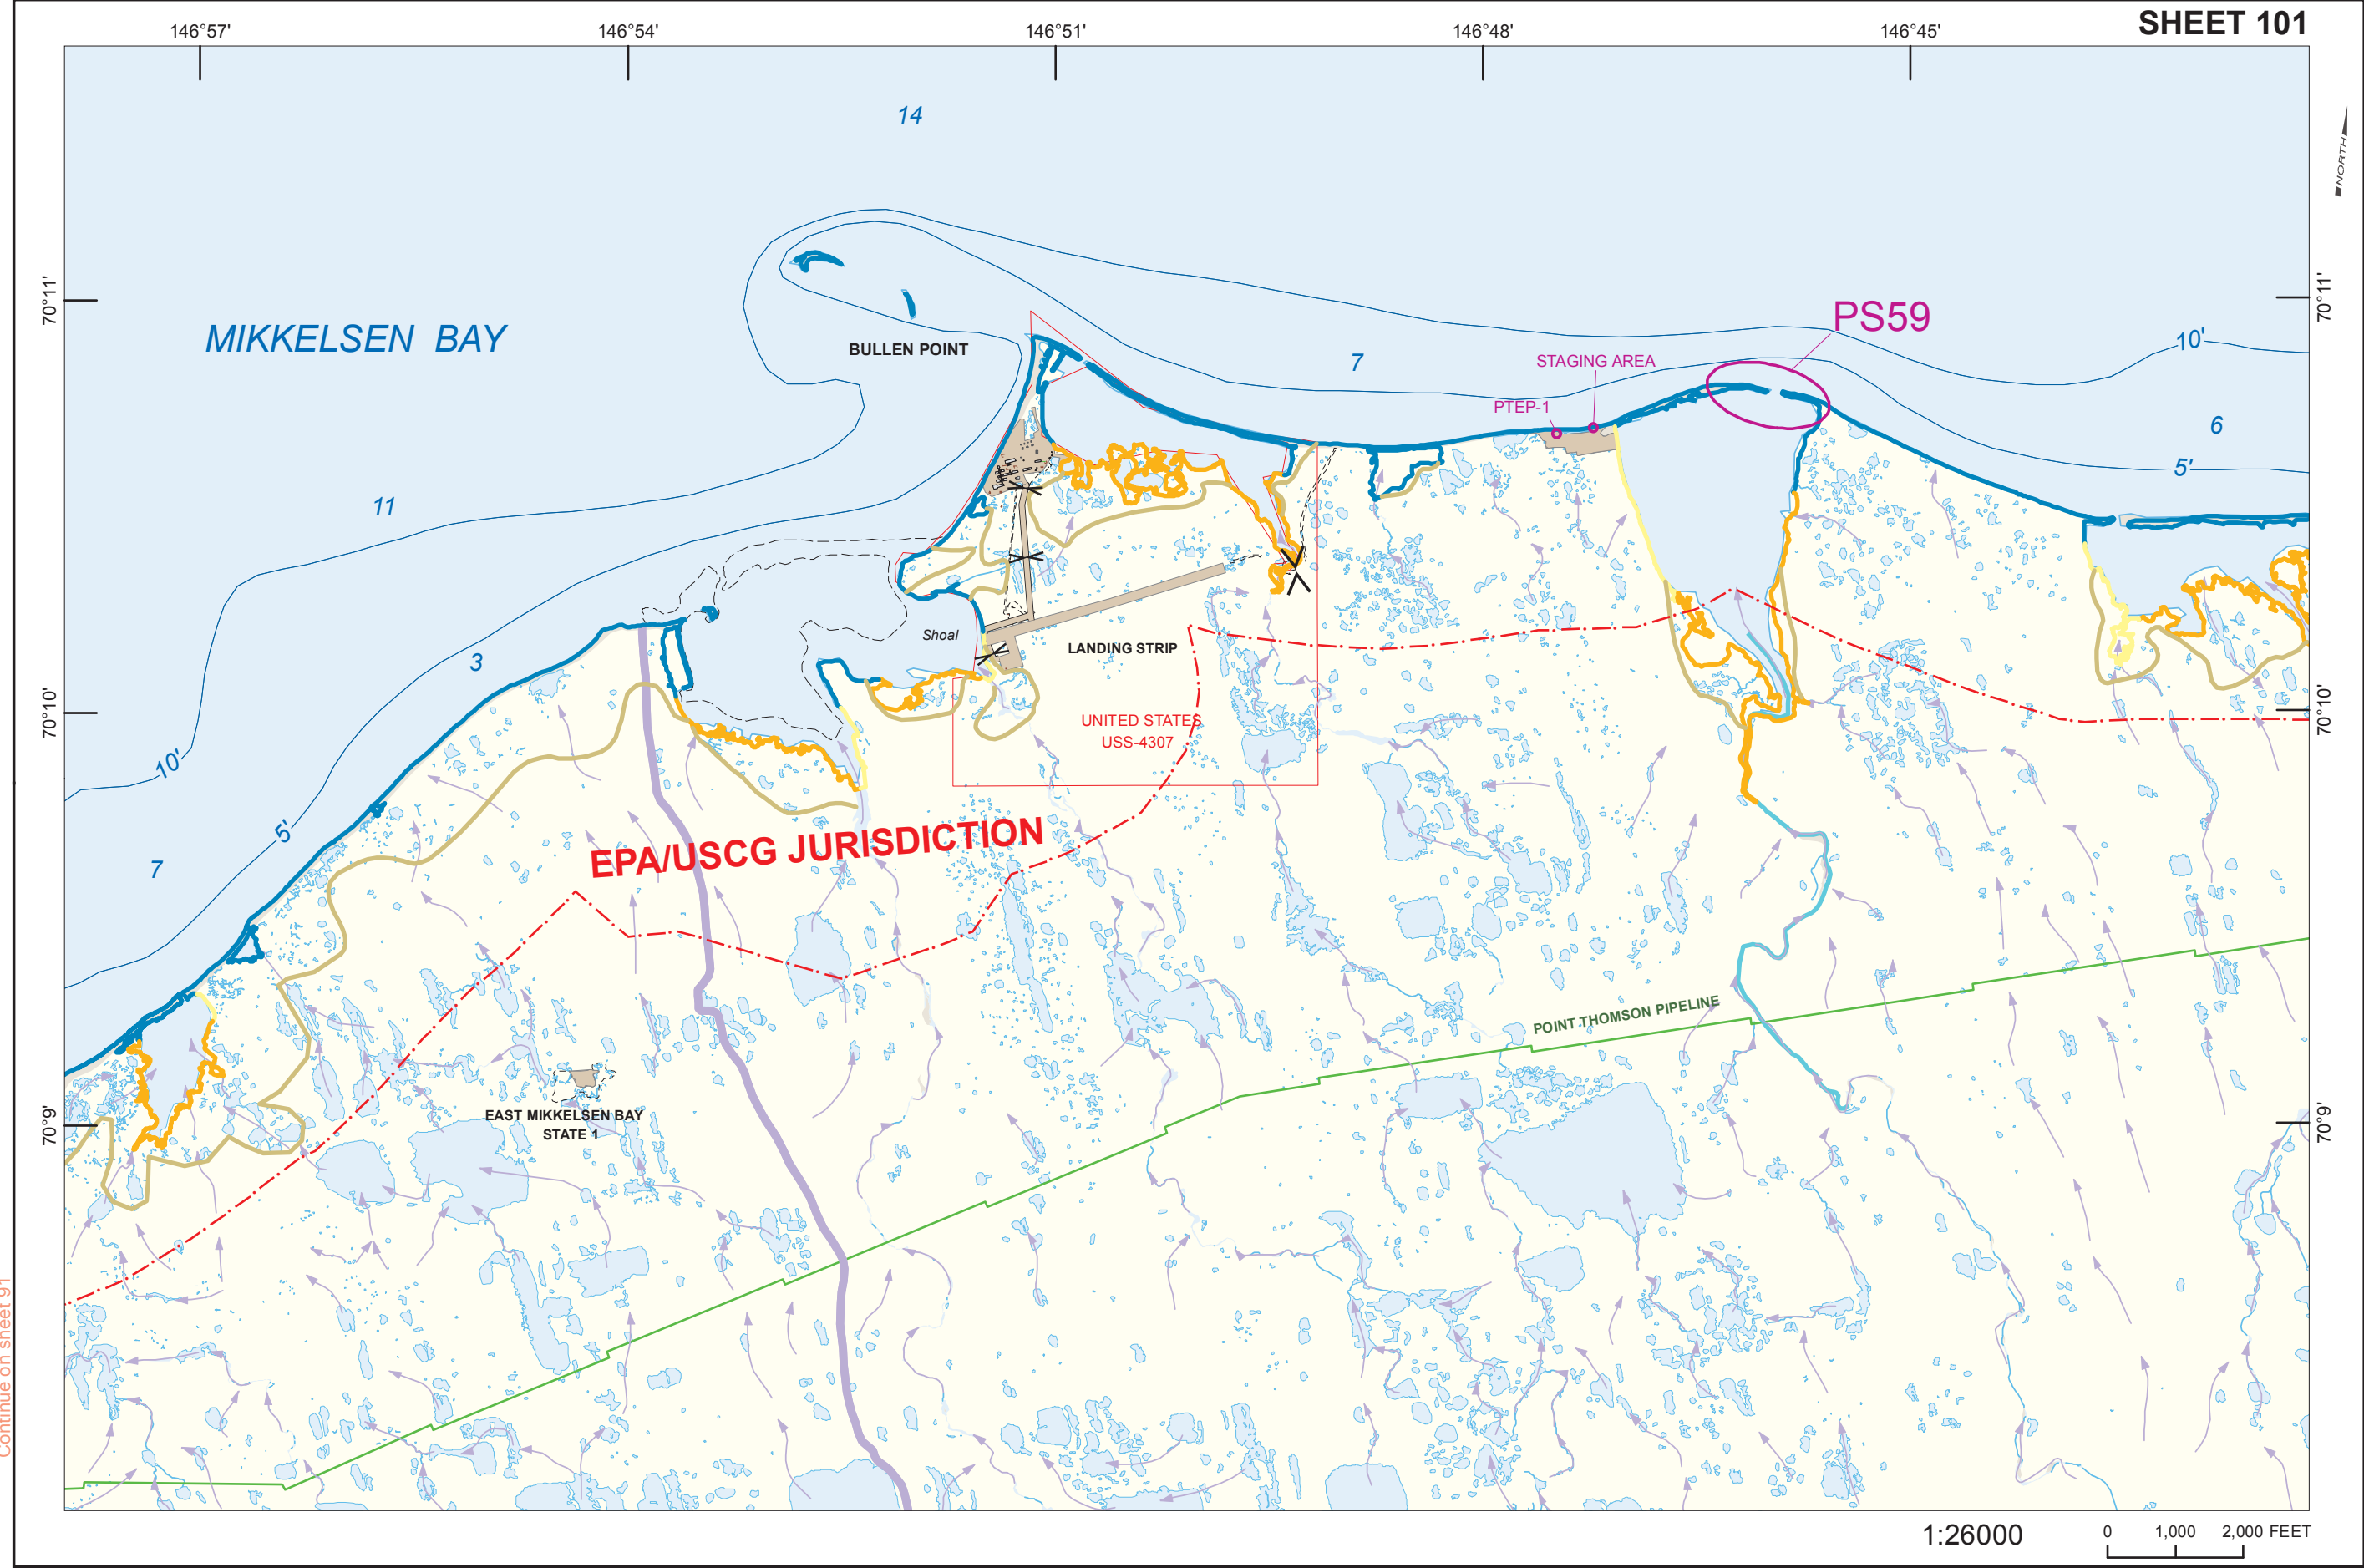 SHEET 101
146°57'
146°54'
146°51'
146°48'
146°45'
14
NORTH
70°11'
70°11'
MIKKELSEN BAY
BULLEN POINT
7
STAGING AREA
PTEP-1
PS59
10'
6
5'
11
3
Shoal
LANDING STRIP
70°10'
70°10'
UNITED STATES
USS-4307
10'
5'
7
EPA/USCG JURISDICTION
POINT THOMSON PIPELINE
EAST MIKKELSEN BAY
STATE 1
70°9'
70°9'
Continue on sheet 91
1:26000
0 1,000 2,000 FEET